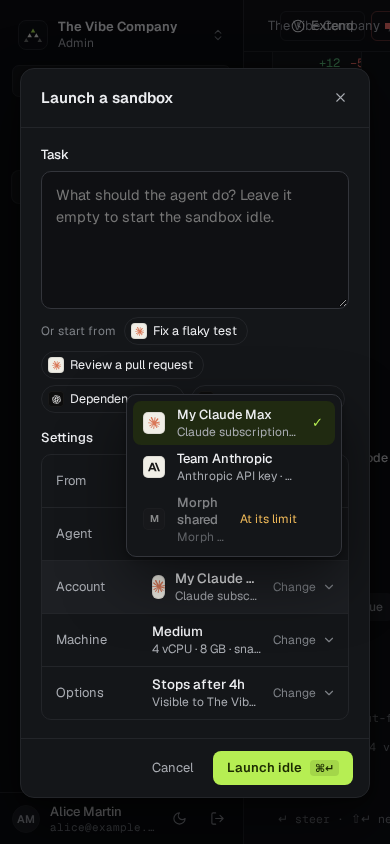 The Vibe Company
Admin
Extend
+12
Launch a sandbox
Task
What should the agent do? Leave it
empty to start the sandbox idle.
Or start from
Fix a flaky test
Review a pull request
Settings
From
Agent
My Claude Max
Claude subscription...
✓
Team Anthropic
Anthropic API key · ...
M
Morph
shared
At its limit
Morph ...
Account
My Claude ...
Claude subsc...
Change
Machine
Medium
4 vCPU · 8 GB · sna...
Change
Options
Stops after 4h
Visible to The Vib...
Change
Cancel
Launch idle
⌘↵
AM
Alice Martin
alice@example....
↵ steer · ⇧↵